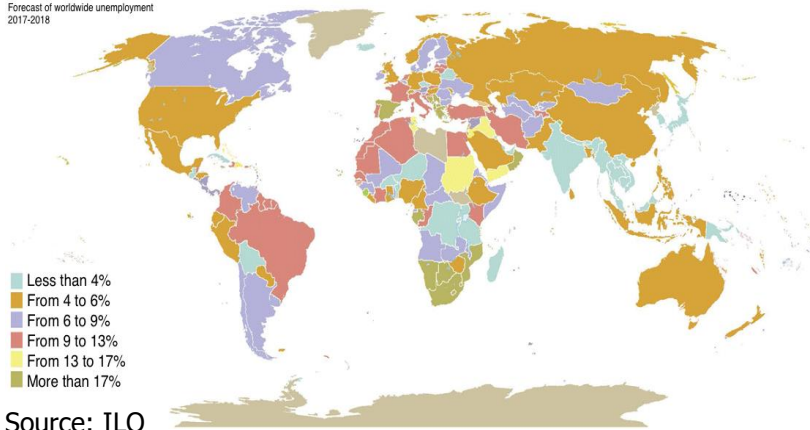 Forecast of worldwide unemployment
2017-2018
Less than 4%
From 4 to 6%
From 6 to 9%
From 9 to 13%
From 13 to 17%
More than 17%
Source: ILO